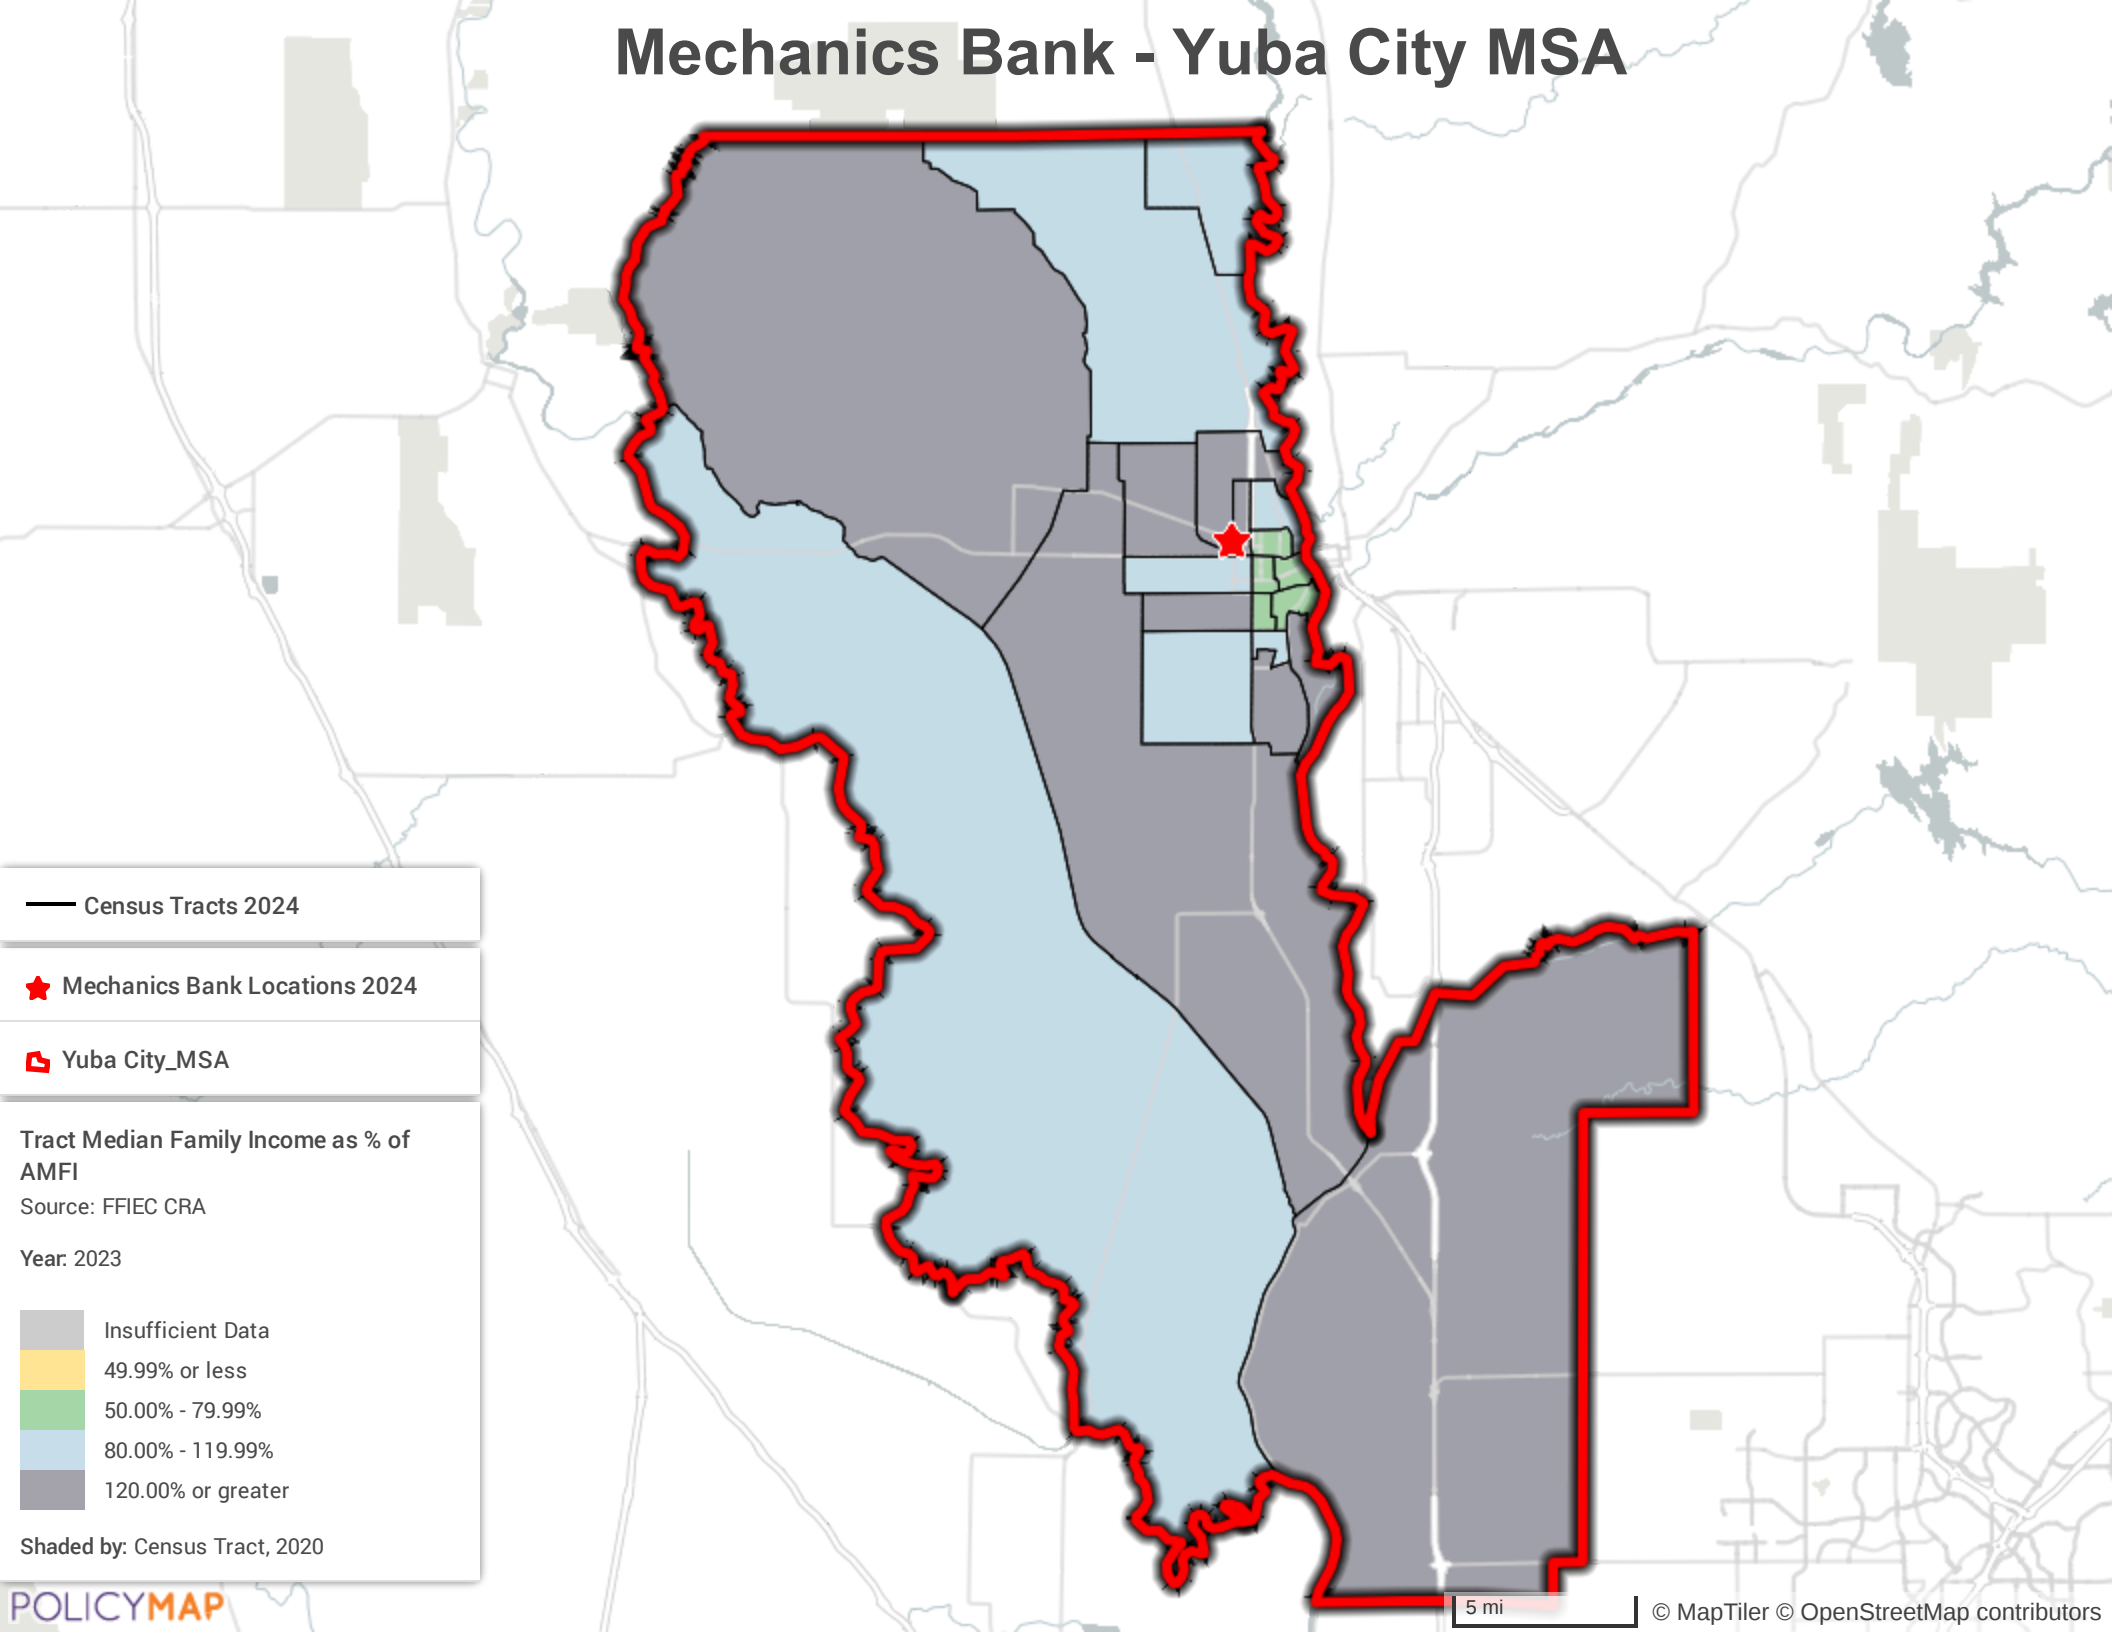 Mechanics Bank - Yuba City MSA
Census Tracts 2024
Mechanics Bank Locations 2024
Yuba City_MSA
Tract Median Family Income as % of
AMFI
Source: FFIEC CRA
Year: 2023
Insufficient Data
49.99% or less
50.00% - 79.99%
80.00% - 119.99%
120.00% or greater
Shaded by: Census Tract, 2020
POLICYMAP
5 mi
© MapTiler © OpenStreetMap contributors